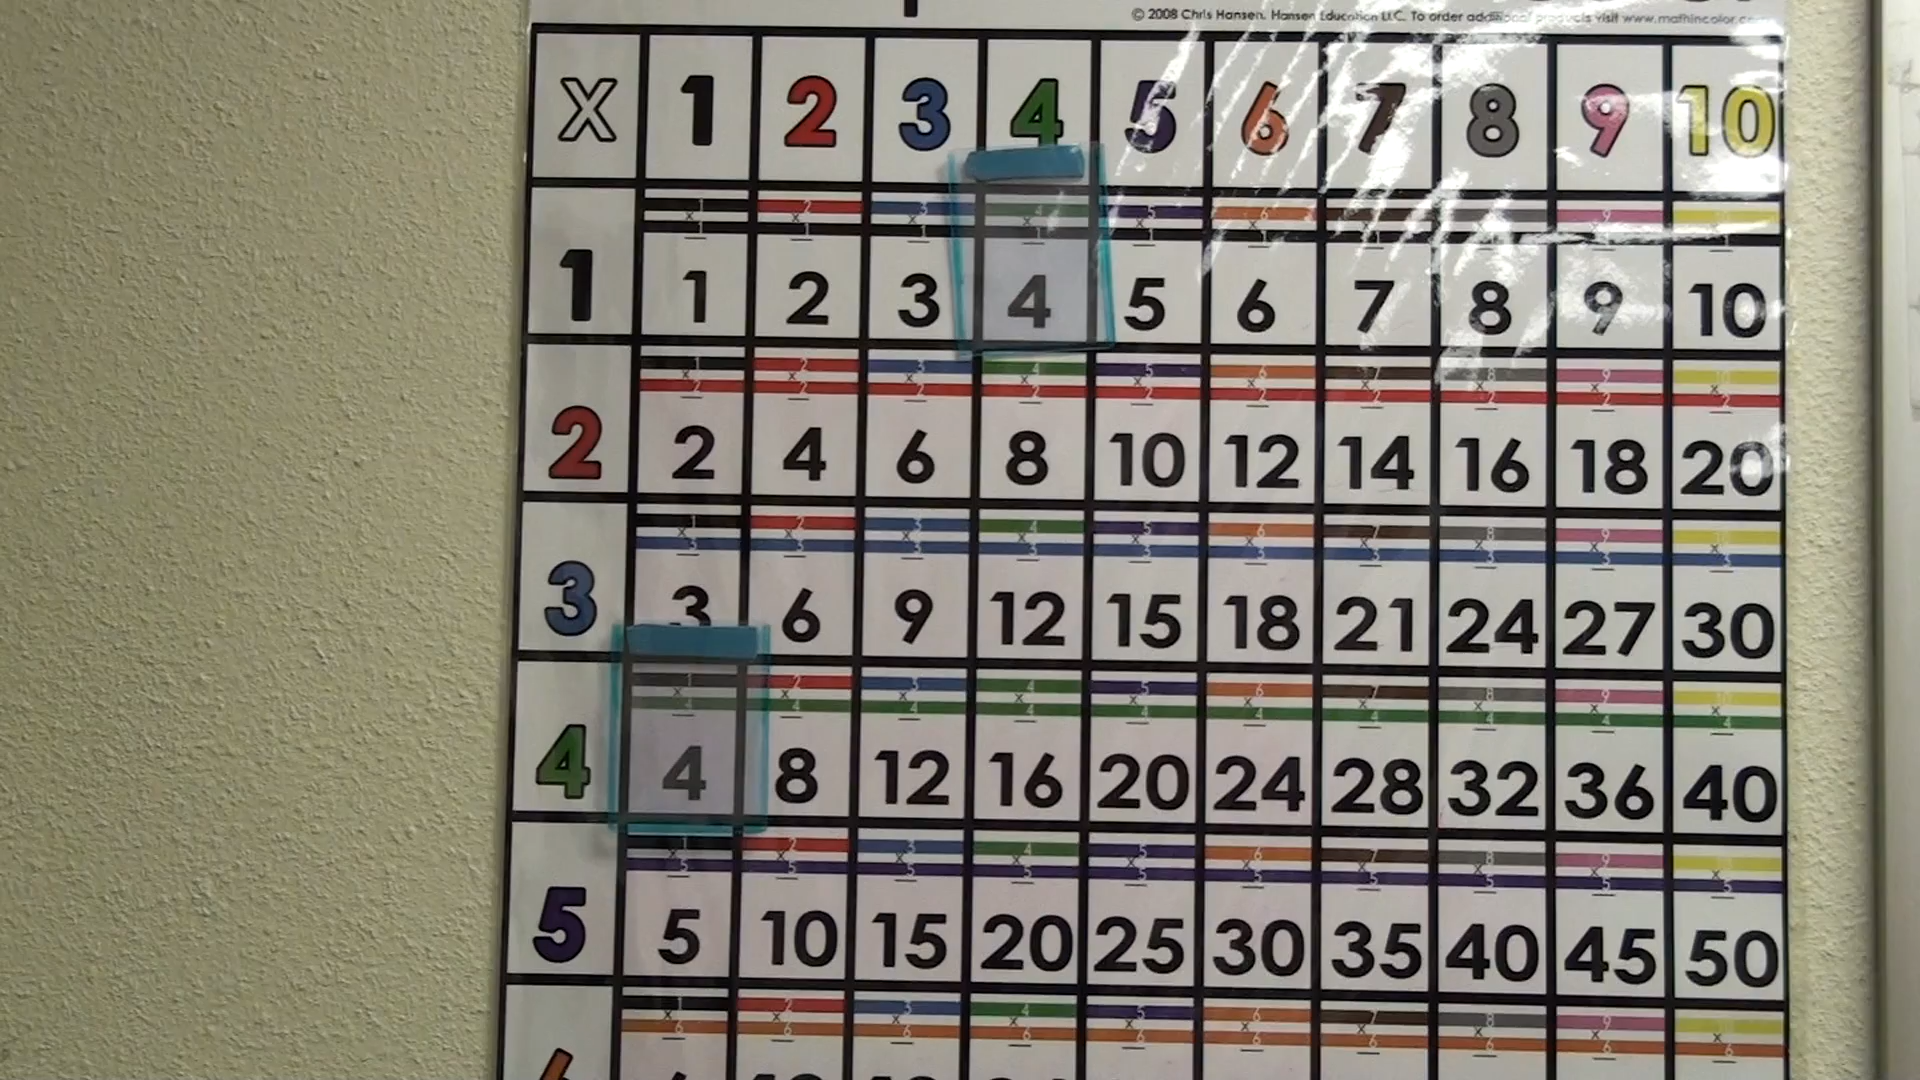 © 2008 Chris Hansen. Hansen Education LLC. To order additional products visit www.mathincolor.co
X 1 2 3 4 5 6 7 8 9 10
1 1 2 3 4 5 6 7 8 9 10
2 2 4 6 8 10 12 14 16 18 20
3 3 6 9 12 15 18 21 24 27 30
4 4 8 12 16 20 24 28 32 36 40
5 5 10 15 20 25 30 35 40 45 50
6